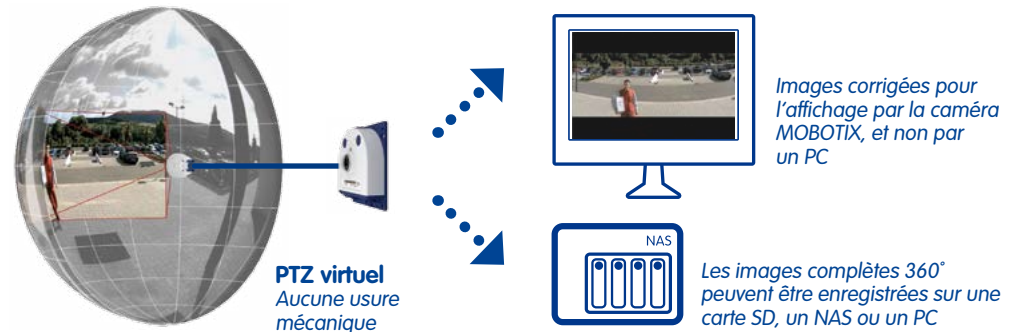 PTZ virtuel
Aucune usure
mécanique
Images corrigées pour
l'affichage par la caméra
MOBOTIX, et non par
un PC
NAS
Les images complètes 360°
peuvent être enregistrées sur une
carte SD, un NAS ou un PC